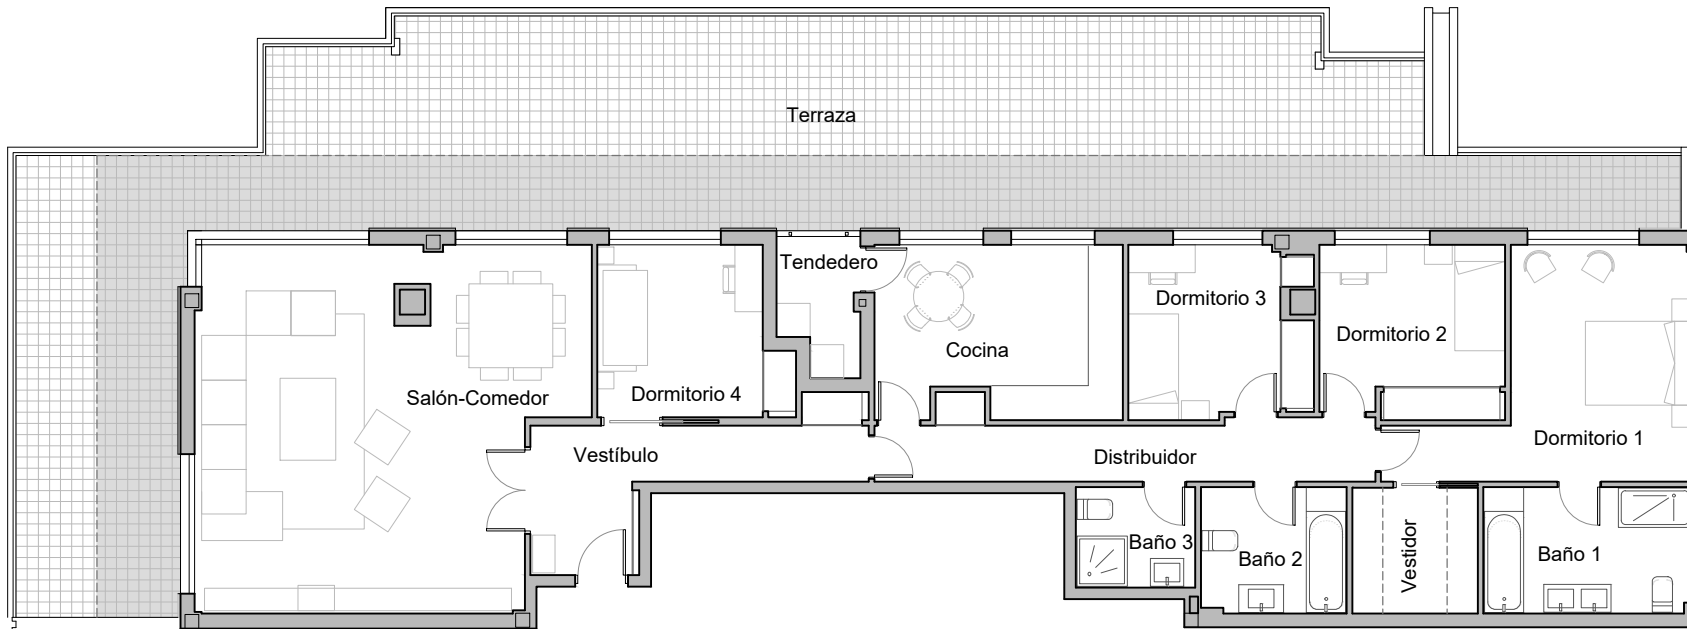 Terraza
Tendedero
Dormitorio 3
Dormitorio 2
Cocina
Dormitorio 4
Salón-Comedor
Dormitorio 1
Vestíbulo
Distribuidor
Baño 3
Baño 2
Vestidor
Baño 1